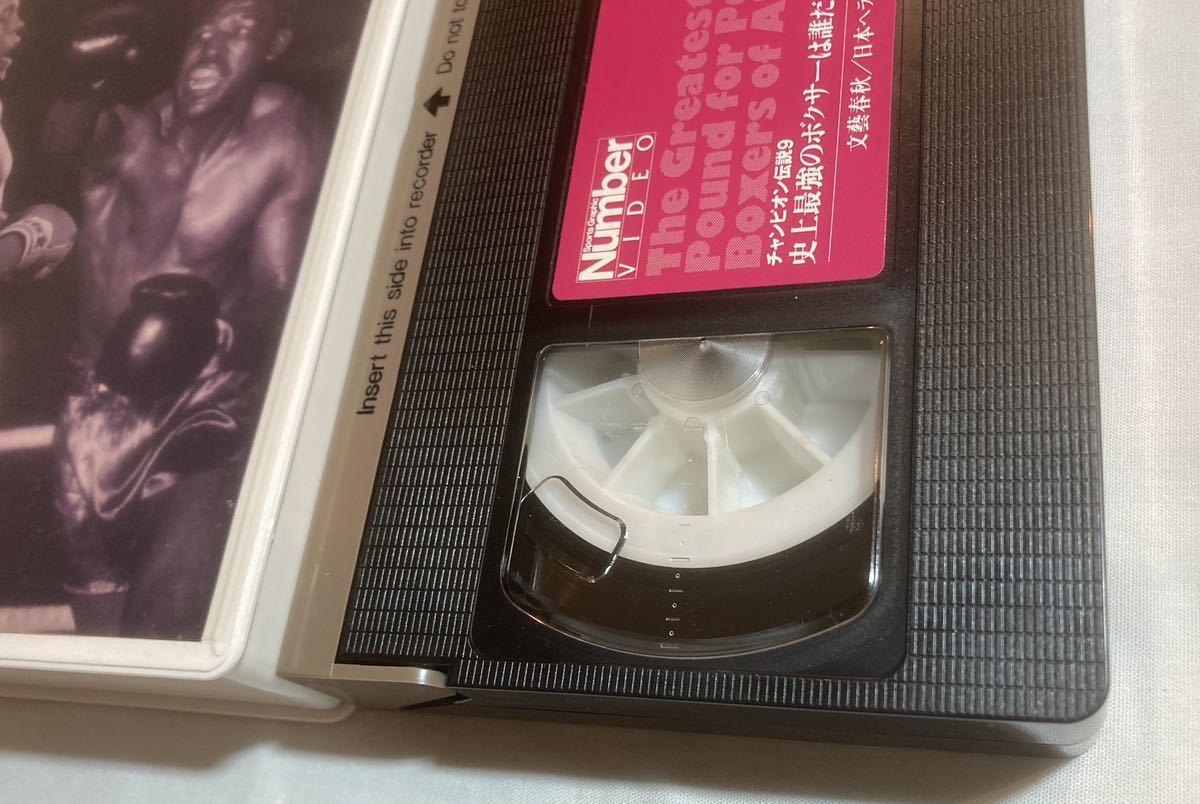 Insert this side into recorder Do not to
Sports Graphic
Number
VIDEO
The Greates
Pound for P
Boxers of A
チャンピオン伝説9
史上最強のボクサーは誰だ
文藝春秋/日本ヘラ